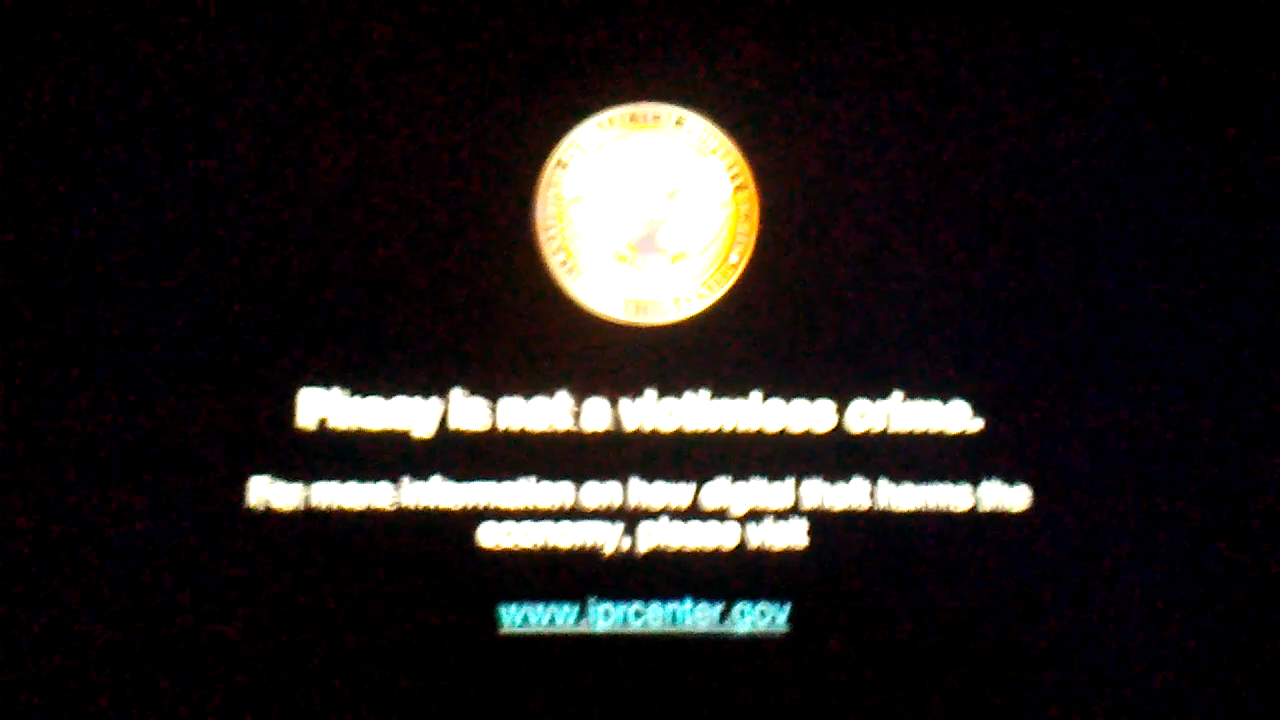 Piracy is not a victimless crime.
For more information on how digital theft harms the
economy, please visit
www.iprcenter.gov